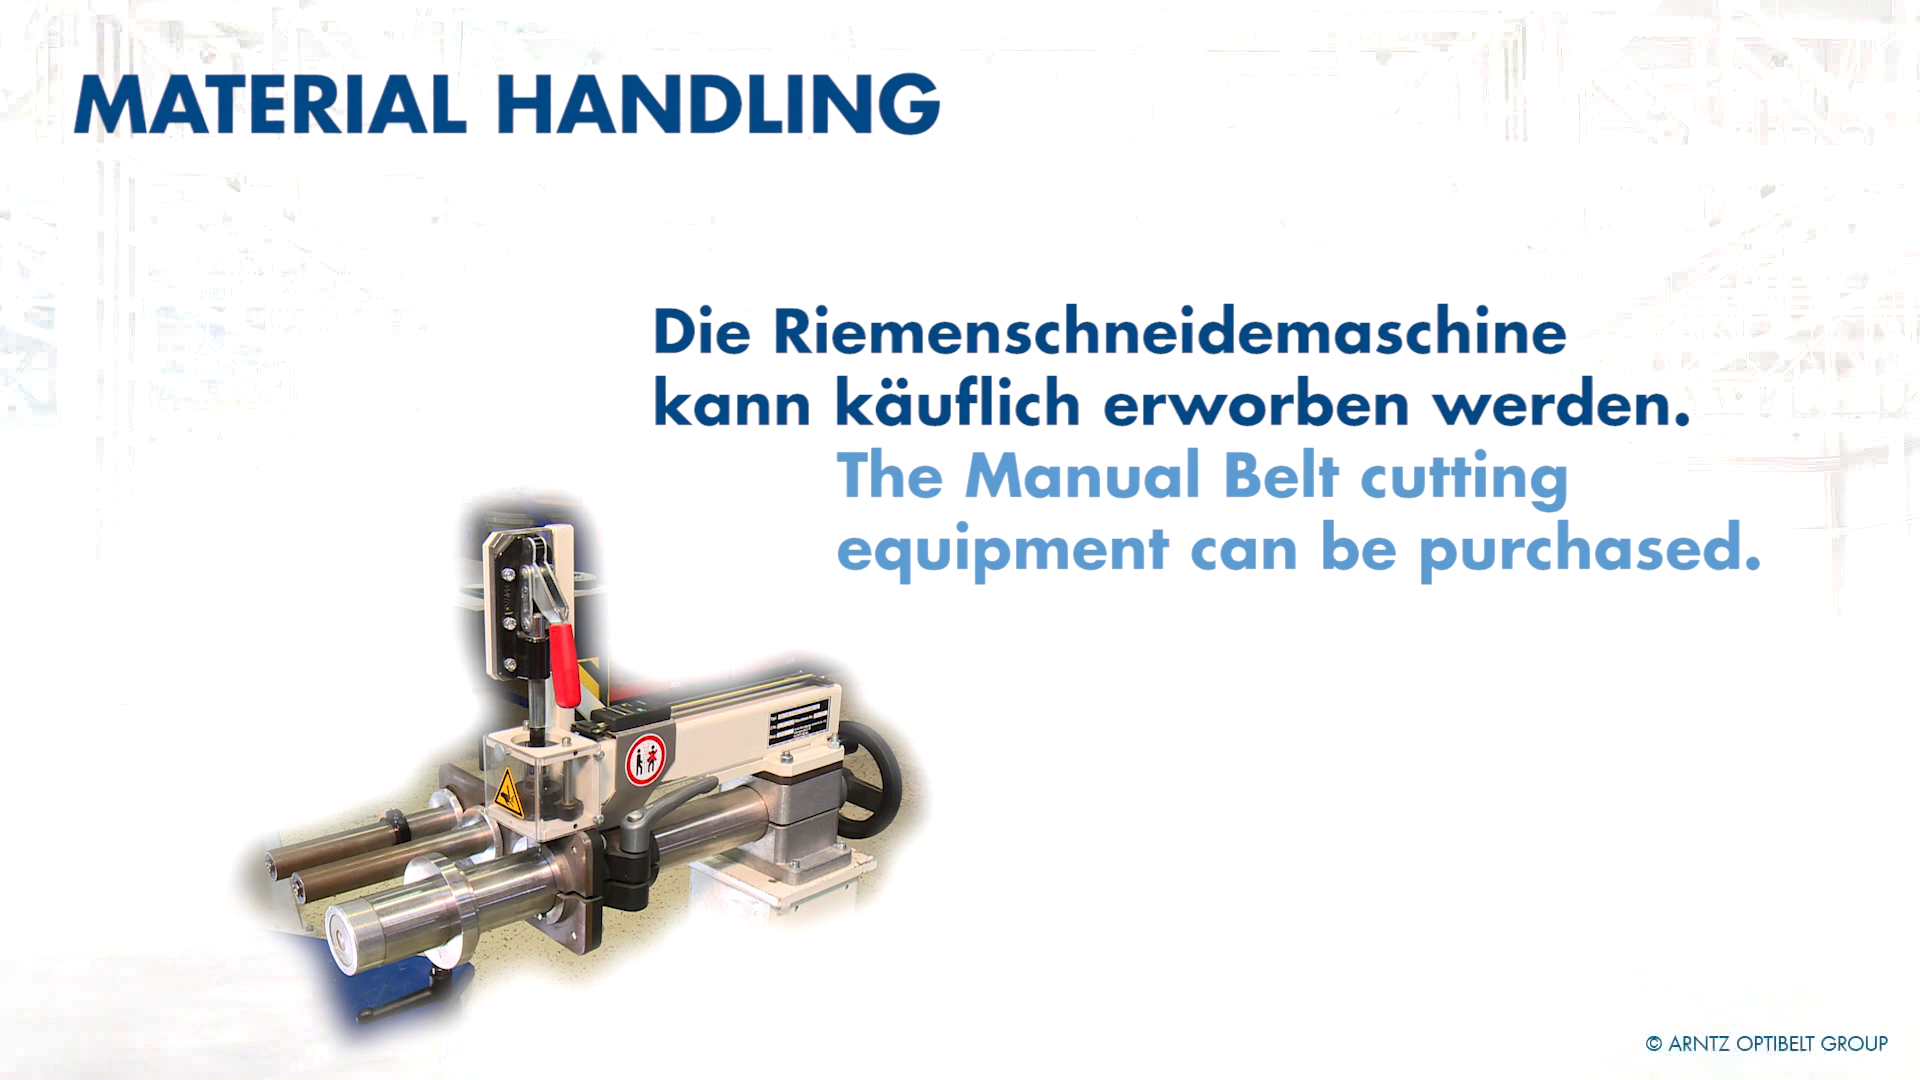 MATERIAL HANDLING
Die Riemenschneidemaschine
kann käuflich erworben werden.
The Manual Belt cutting
equipment can be purchased.
© ARNTZ OPTIBELT GROUP